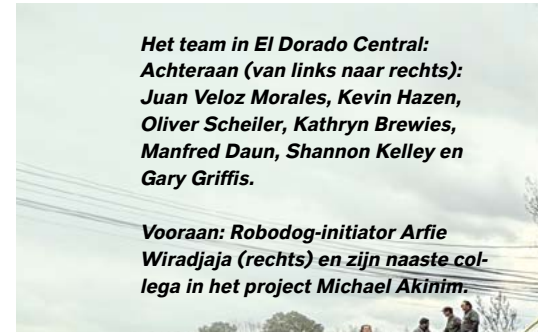 Het team in El Dorado Central:
Achteraan (van links naar rechts):
Juan Veloz Morales, Kevin Hazen,
Oliver Scheiler, Kathryn Brewies,
Manfred Daun, Shannon Kelley en
Gary Griffis.
Vooraan: Robodog-initiator Arfie
Wiradjaja (rechts) en zijn naaste col-
lega in het project Michael Akinim.